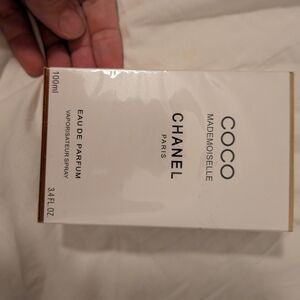 COCO
MADEMOISELLE
CHANEL
PARIS
EAU DE PARFUM
VAPORISATEUR SPRAY
100ml
3.4 FL. OZ.